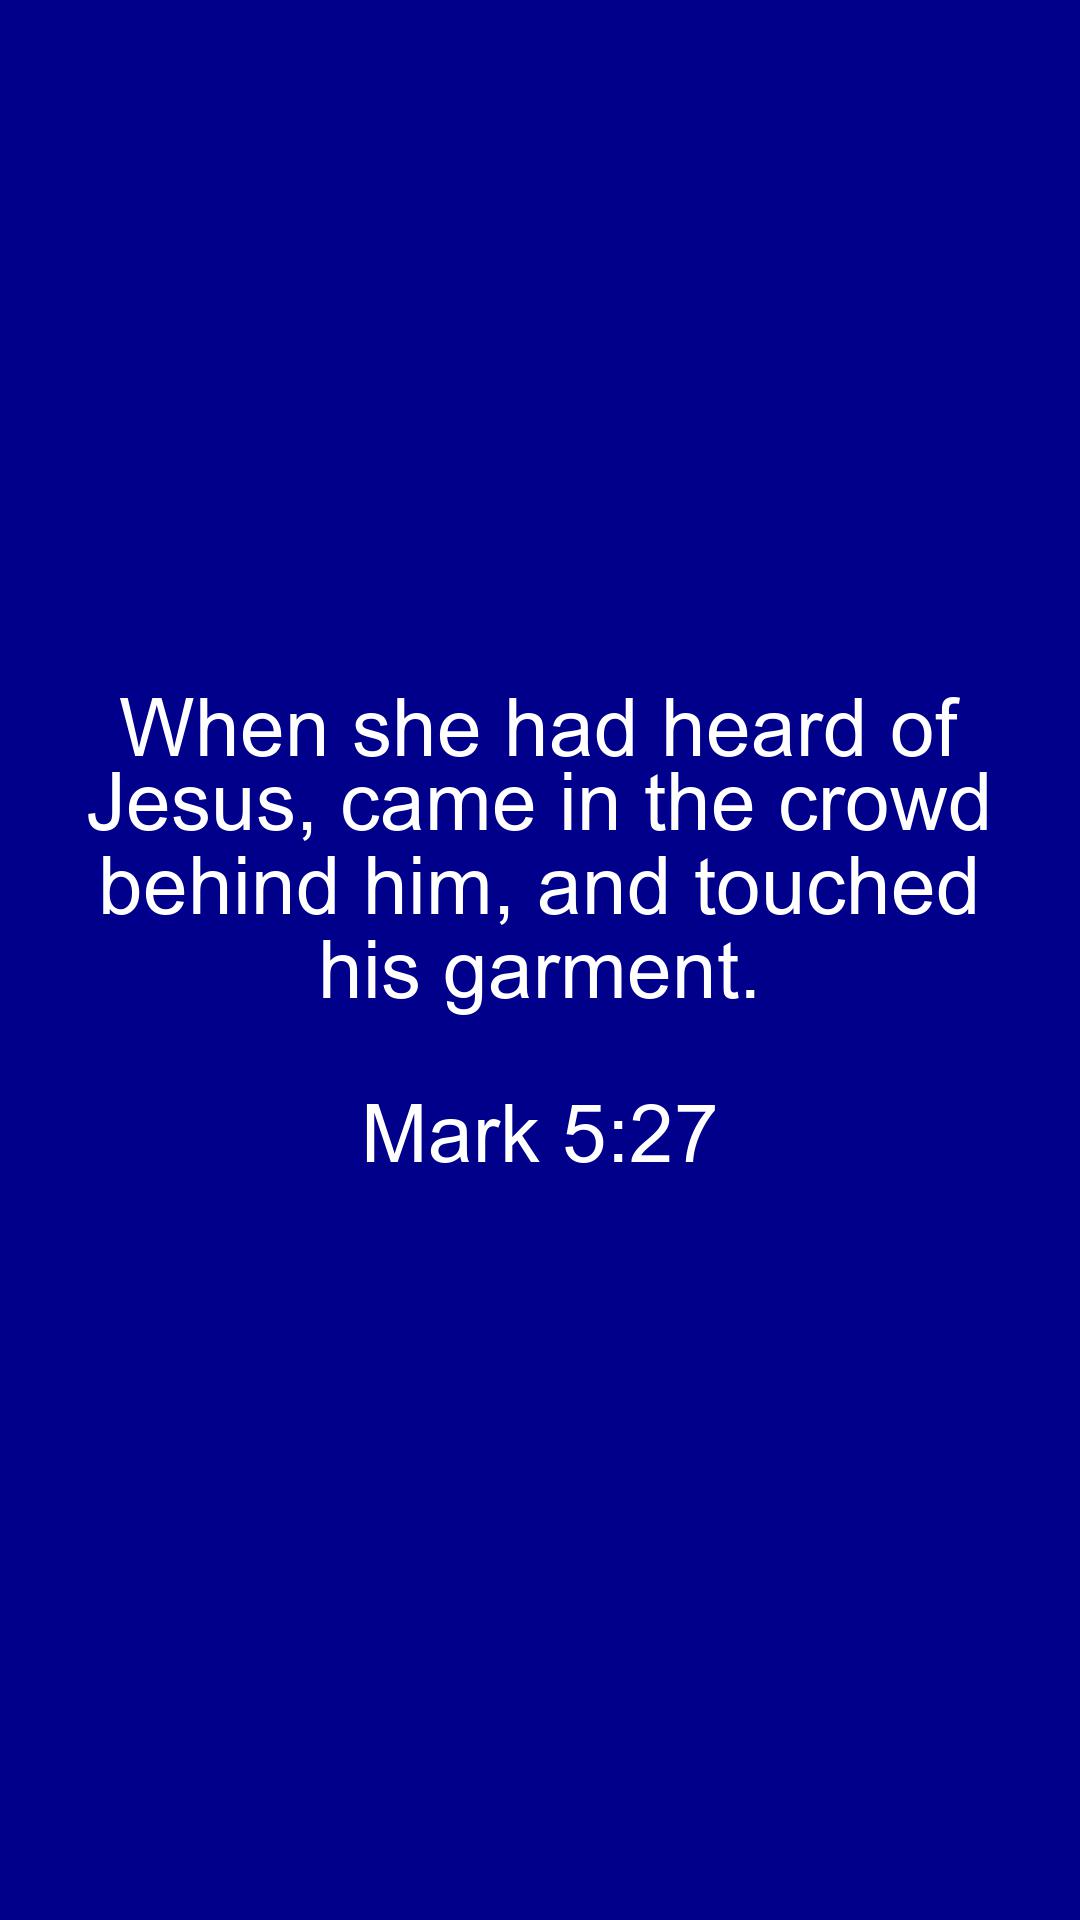 When she had heard of
Jesus, came in the crowd
behind him, and touched
his garment.
Mark 5:27